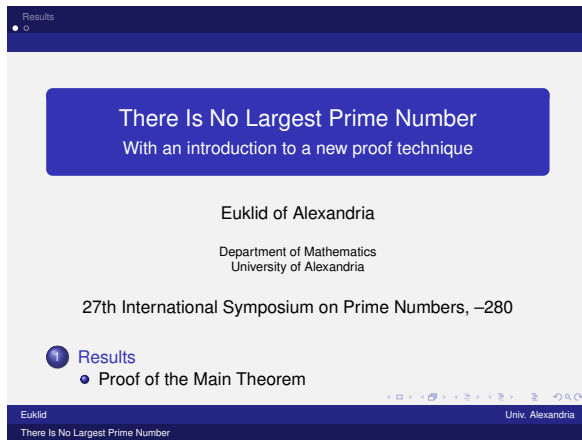 Results
There Is No Largest Prime Number
With an introduction to a new proof technique
Euklid of Alexandria
Department of Mathematics
University of Alexandria
27th International Symposium on Prime Numbers, –280
1 Results
Proof of the Main Theorem
Euklid Univ. Alexandria
There Is No Largest Prime Number